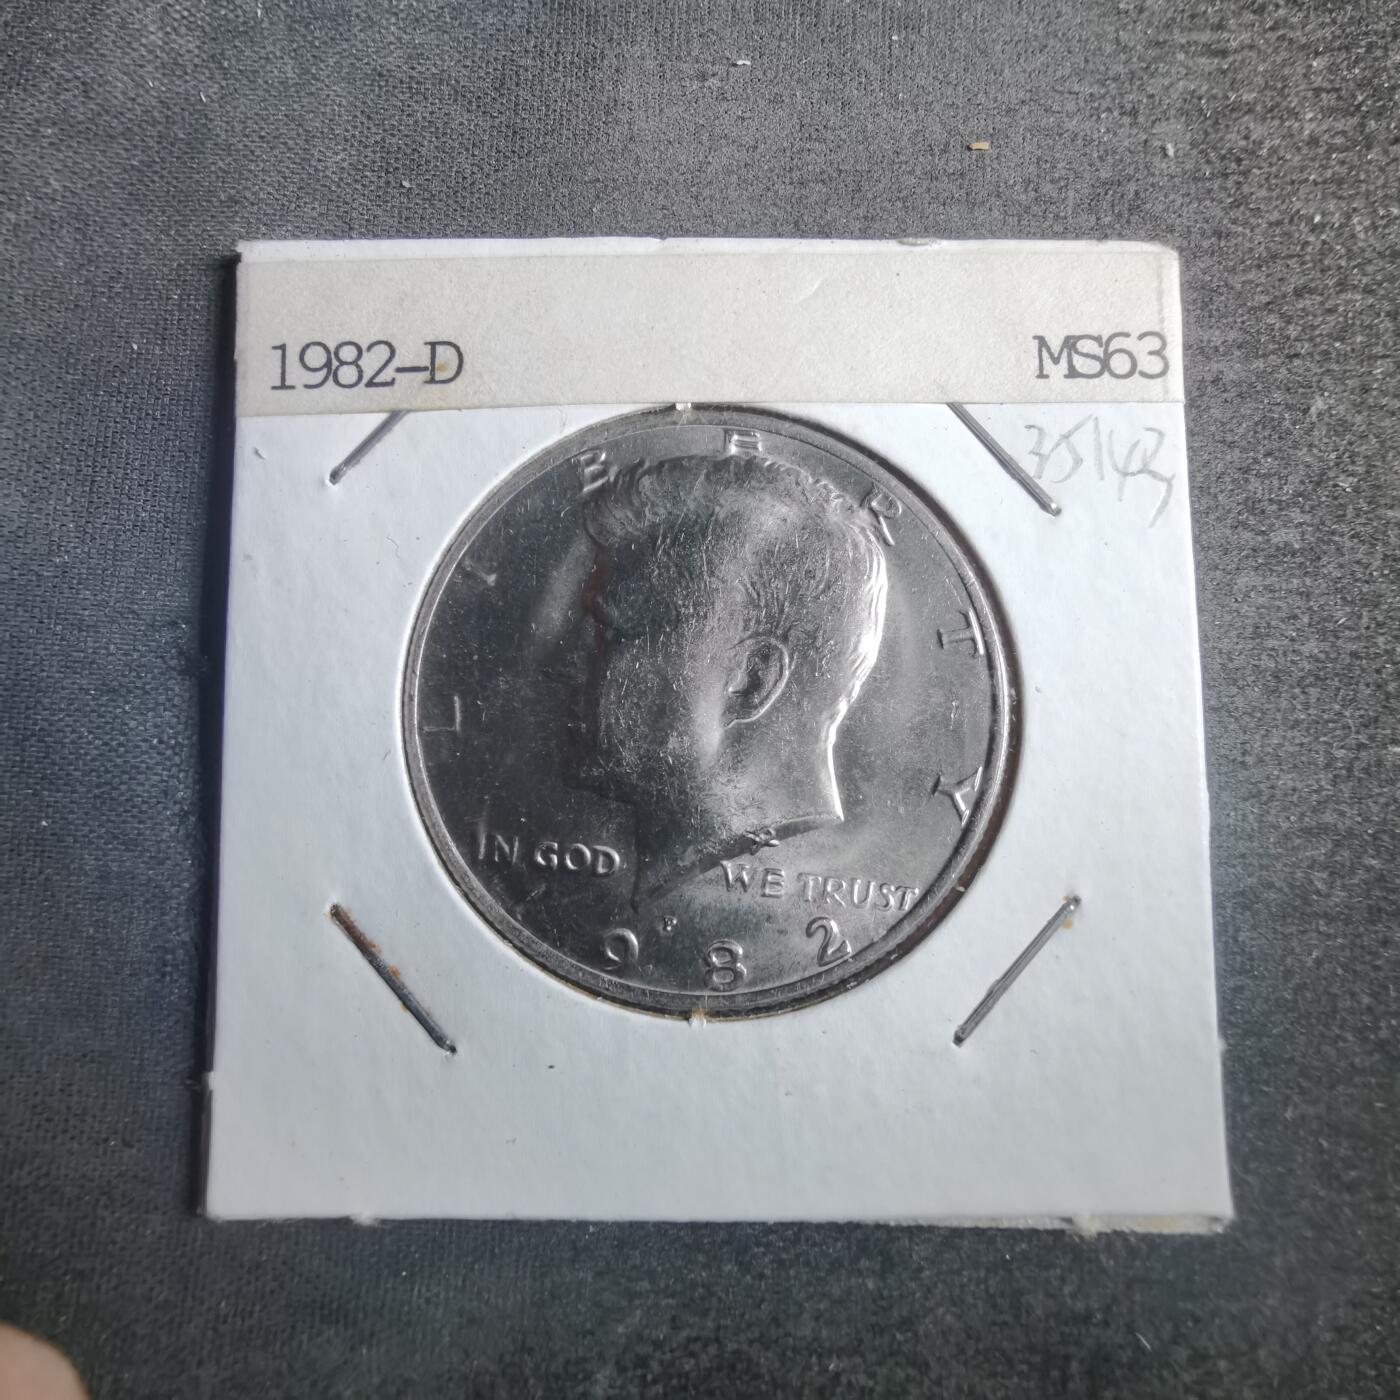 1982-D
MS63
LIBERTY
IN GOD WE TRUST
P
982